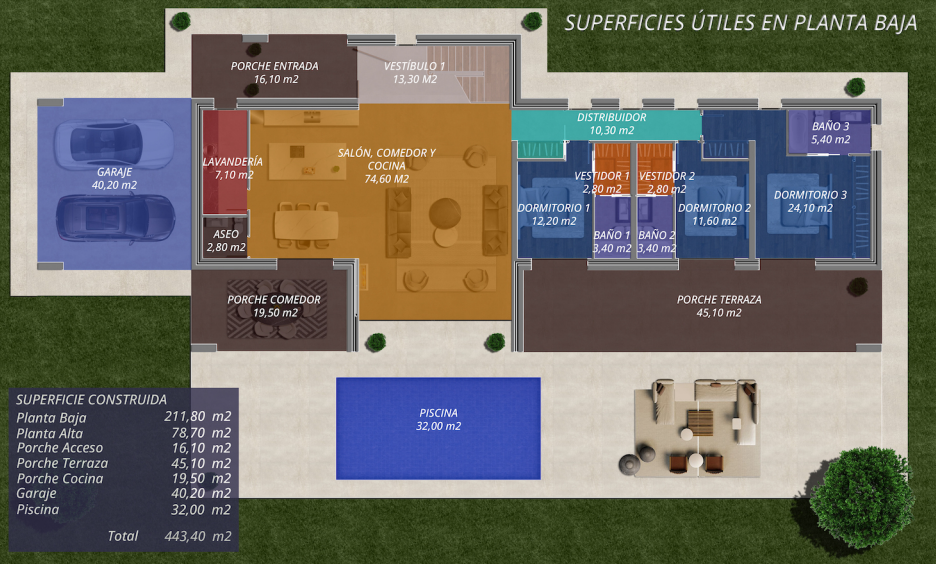 SUPERFICIES ÚTILES EN PLANTA BAJA
PORCHE ENTRADA
16,10 m2
VESTÍBULO 1
13,30 M2
GARAJE
40,20 m2
LAVANDERÍA
7,10 m2
ASEO
2,80 m2
SALÓN, COMEDOR Y
COCINA
74,60 M2
DISTRIBUIDOR
10,30 m2
BAÑO 3
5,40 m2
VESTIDOR 1
2,80 m2
VESTIDOR 2
2,80 m2
DORMITORIO 1
12,20 m2
DORMITORIO 2
11,60 m2
DORMITORIO 3
24,10 m2
BAÑO 1
3,40 m2
BAÑO 2
3,40 m2
PORCHE COMEDOR
19,50 m2
PORCHE TERRAZA
45,10 m2
PISCINA
32,00 m2
SUPERFICIE CONSTRUIDA
Planta Baja 211,80 m2
Planta Alta 78,70 m2
Porche Acceso 16,10 m2
Porche Terraza 45,10 m2
Porche Cocina 19,50 m2
Garaje 40,20 m2
Piscina 32,00 m2
Total 443,40 m2